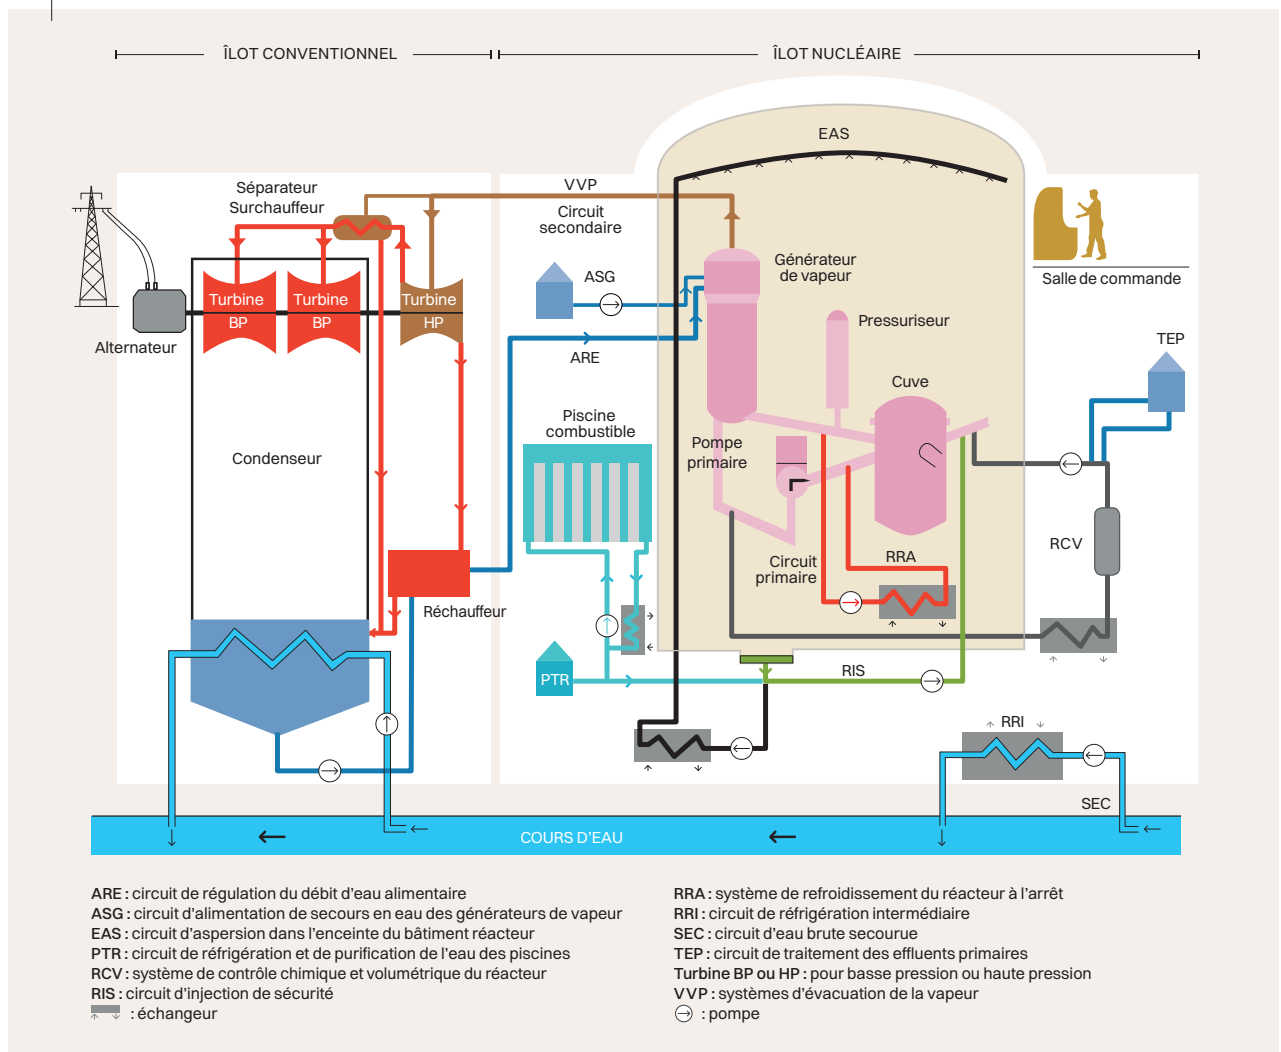 ÎLOT CONVENTIONNEL
ÎLOT NUCLÉAIRE
EAS
Séparateur
Surchauffeur
VVP
Circuit
secondaire
ASG
Générateur
de vapeur
Salle de commande
Turbine
BP
Turbine
BP
Turbine
HP
Alternateur
ARE
Pressuriseur
TEP
Cuve
Piscine
combustible
Pompe
primaire
Condenseur
RCV
Circuit
primaire
RRA
Réchauffeur
PTR
RIS
RRI
SEC
COURS D'EAU
ARE : circuit de régulation du débit d'eau alimentaire
ASG : circuit d'alimentation de secours en eau des générateurs de vapeur
EAS : circuit d'aspersion dans l'enceinte du bâtiment réacteur
PTR : circuit de réfrigération et de purification de l'eau des piscines
RCV : système de contrôle chimique et volumétrique du réacteur
RIS : circuit d'injection de sécurité
: échangeur
RRA : système de refroidissement du réacteur à l'arrêt
RRI : circuit de réfrigération intermédiaire
SEC : circuit d'eau brute secourue
TEP : circuit de traitement des effluents primaires
Turbine BP ou HP : pour basse pression ou haute pression
VVP : systèmes d'évacuation de la vapeur
: pompe